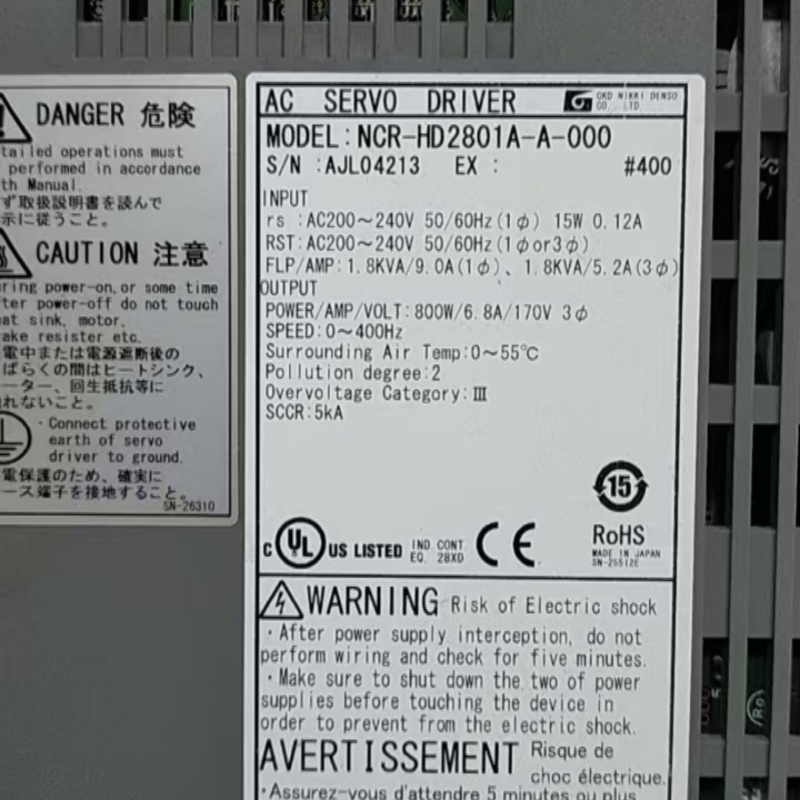 DANGER 危険
tailed operations must
performed in accordance
th Manual.
ず取扱説明書を読んで
示に従うこと。
CAUTION 注意
ring power-on, or some time
ter power-off do not touch
at sink, motor,
ake resister etc.
電中または電源遮断後の
ばらくの間はヒートシンク、
ーター、回生抵抗等に
れないこと。
・Connect protective
earth of servo
driver to ground.
電保護のため、確実に
ース端子を接地すること。
SN-26310
AC SERVO DRIVER
CKD NIKKI DENSO
CO., LTD.
MODEL:NCR-HD2801A-A-000
S/N :AJL04213 EX : #400
INPUT
rs :AC200~240V 50/60Hz(1φ) 15W 0.12A
RST:AC200~240V 50/60Hz(1φor3φ)
FLP/AMP:1.8KVA/9.0A(1φ)、1.8KVA/5.2A(3φ)
OUTPUT
POWER/AMP/VOLT:800W/6.8A/170V 3φ
SPEED:0~400Hz
Surrounding Air Temp:0~55℃
Pollution degree:2
Overvoltage Category:Ⅲ
SCCR:5kA
15
C UL US LISTED IND. CONT. EQ. 28XD CE
RoHS
MADE IN JAPAN
SN-25512E
WARNING Risk of Electric shock
・After power supply interception, do not
perform wiring and check for five minutes.
・Make sure to shut down the two of power
supplies before touching the device in
order to prevent from the electric shock.
AVERTISSEMENT Risque de
choc électrique.
・Assurez-vous d'attendre 5 minutes ou plus